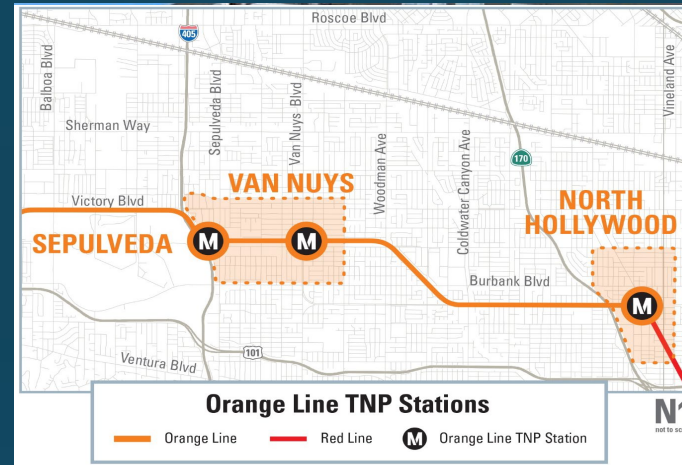 Roscoe Blvd
405
Balboa Blvd
Sepulveda Blvd
Van Nuys Blvd
Vineland Ave
Sherman Way
Woodman Ave
Coldwater Canyon Ave
170
VAN NUYS
Victory Blvd
NORTH
HOLLYWOOD
SEPULVEDA
M
M
Burbank Blvd
M
Ventura Blvd
101
Orange Line TNP Stations
Orange Line
Red Line
M
Orange Line TNP Station
N
not to